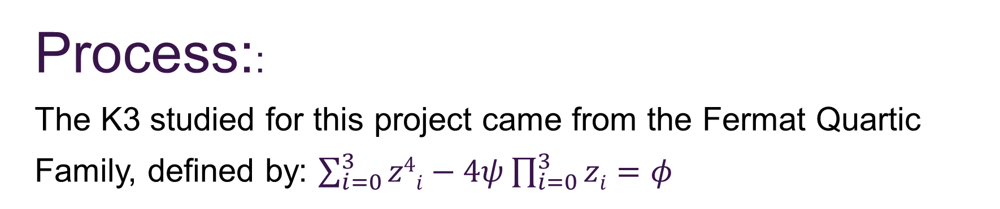 Process::
The K3 studied for this project came from the Fermat Quartic
Family, defined by: ∑³ᵢ₌₀ z⁴ᵢ − 4ψ ∏³ᵢ₌₀ zᵢ = ϕ